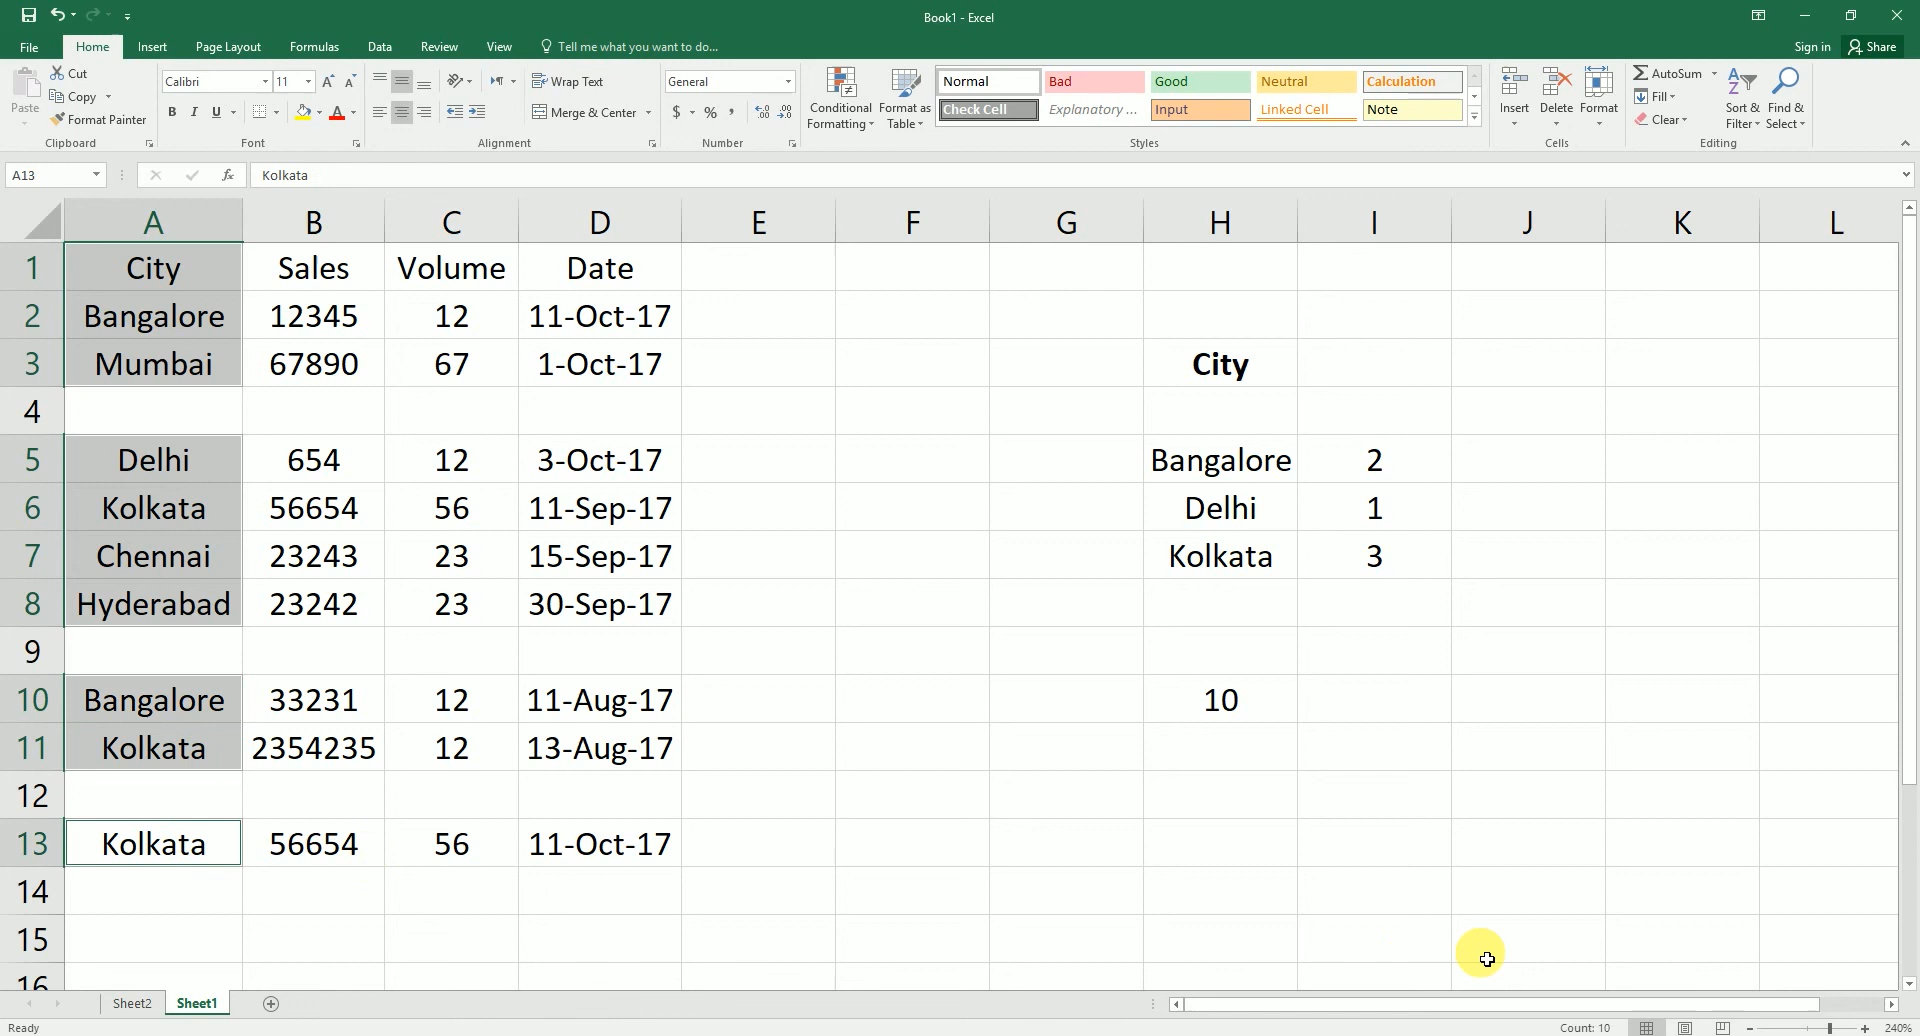 Book1 - Excel
File Home Insert Page Layout Formulas Data Review View Tell me what you want to do... Sign in Share
Paste Cut Copy Format Painter Clipboard
Calibri 11 B I U Font
Wrap Text Merge & Center Alignment
General $ % , Number
Conditional Formatting Format as Table
Normal Bad Good Neutral Calculation
Check Cell Explanatory ... Input Linked Cell Note
Styles
Insert Delete Format Cells
AutoSum Fill Clear Sort & Filter Find & Select Editing
A13 fx Kolkata
A B C D E F G H I J K L
1 City Sales Volume Date
2 Bangalore 12345 12 11-Oct-17
3 Mumbai 67890 67 1-Oct-17 City
4
5 Delhi 654 12 3-Oct-17 Bangalore 2
6 Kolkata 56654 56 11-Sep-17 Delhi 1
7 Chennai 23243 23 15-Sep-17 Kolkata 3
8 Hyderabad 23242 23 30-Sep-17
9
10 Bangalore 33231 12 11-Aug-17 10
11 Kolkata 2354235 12 13-Aug-17
12
13 Kolkata 56654 56 11-Oct-17
14
15
16
Sheet2 Sheet1
Ready Count: 10 240%